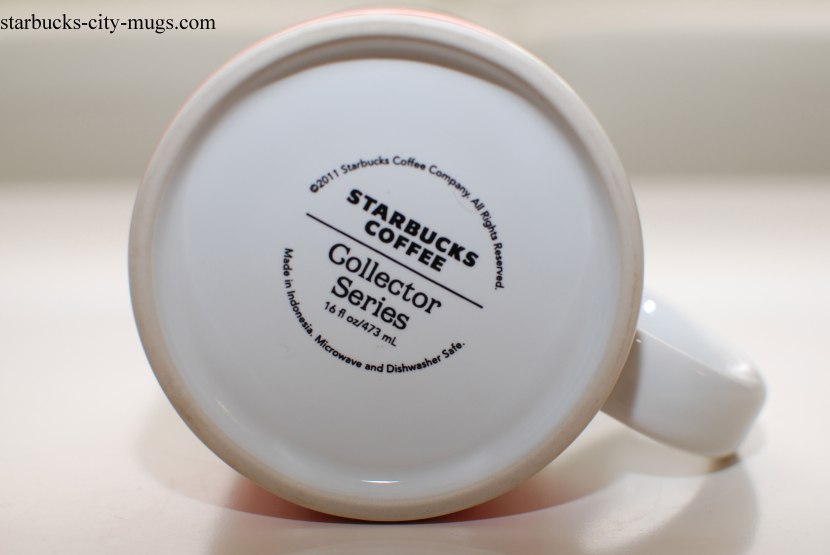 starbucks-city-mugs.com
©2011 Starbucks Coffee Company. All Rights Reserved.
STARBUCKS
COFFEE
Collector
Series
16 fl oz/473 mL
Made in Indonesia. Microwave and Dishwasher Safe.